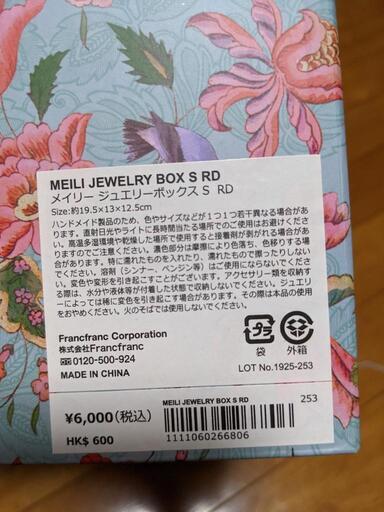 MEILI JEWELRY BOX S RD
メイリー ジュエリーボックス S  RD
Size:約19.5×13×12.5cm
ハンドメイド製品のため、色やサイズなどが１つ１つ若干異なる場合があり
ます。直射日光やライトに長時間当たる場所でのご使用はお避けください
。高温多湿環境や乾燥した場所で使用すると接着剤が剥がれる場合があり
ますのでご注意ください。濃色部分は摩擦により色落ち、色移りする場合
があります。特に濡れたものを入れたり、濡れたもので擦ったりしない
でください。溶剤（シンナー、ベンジン等）はご使用にならないでくださ
い。変色や変形を引き起こすことがございます。アクセサリー類を収納す
る際は、水分や液体等が付着した状態で収納しないでください。ジュエリ
ーによっては稀に変色を引き起こす場合があります。その際は本品の使用
をおやめください。火のそばでは使用しないでください。
Francfranc Corporation
株式会社Francfranc
0120-500-924
MADE IN CHINA
プラ
袋
外箱
LOT No.1925-253
¥6,000(税込)
HK$ 600
MEILI JEWELRY BOX S RD
253
1111060266806